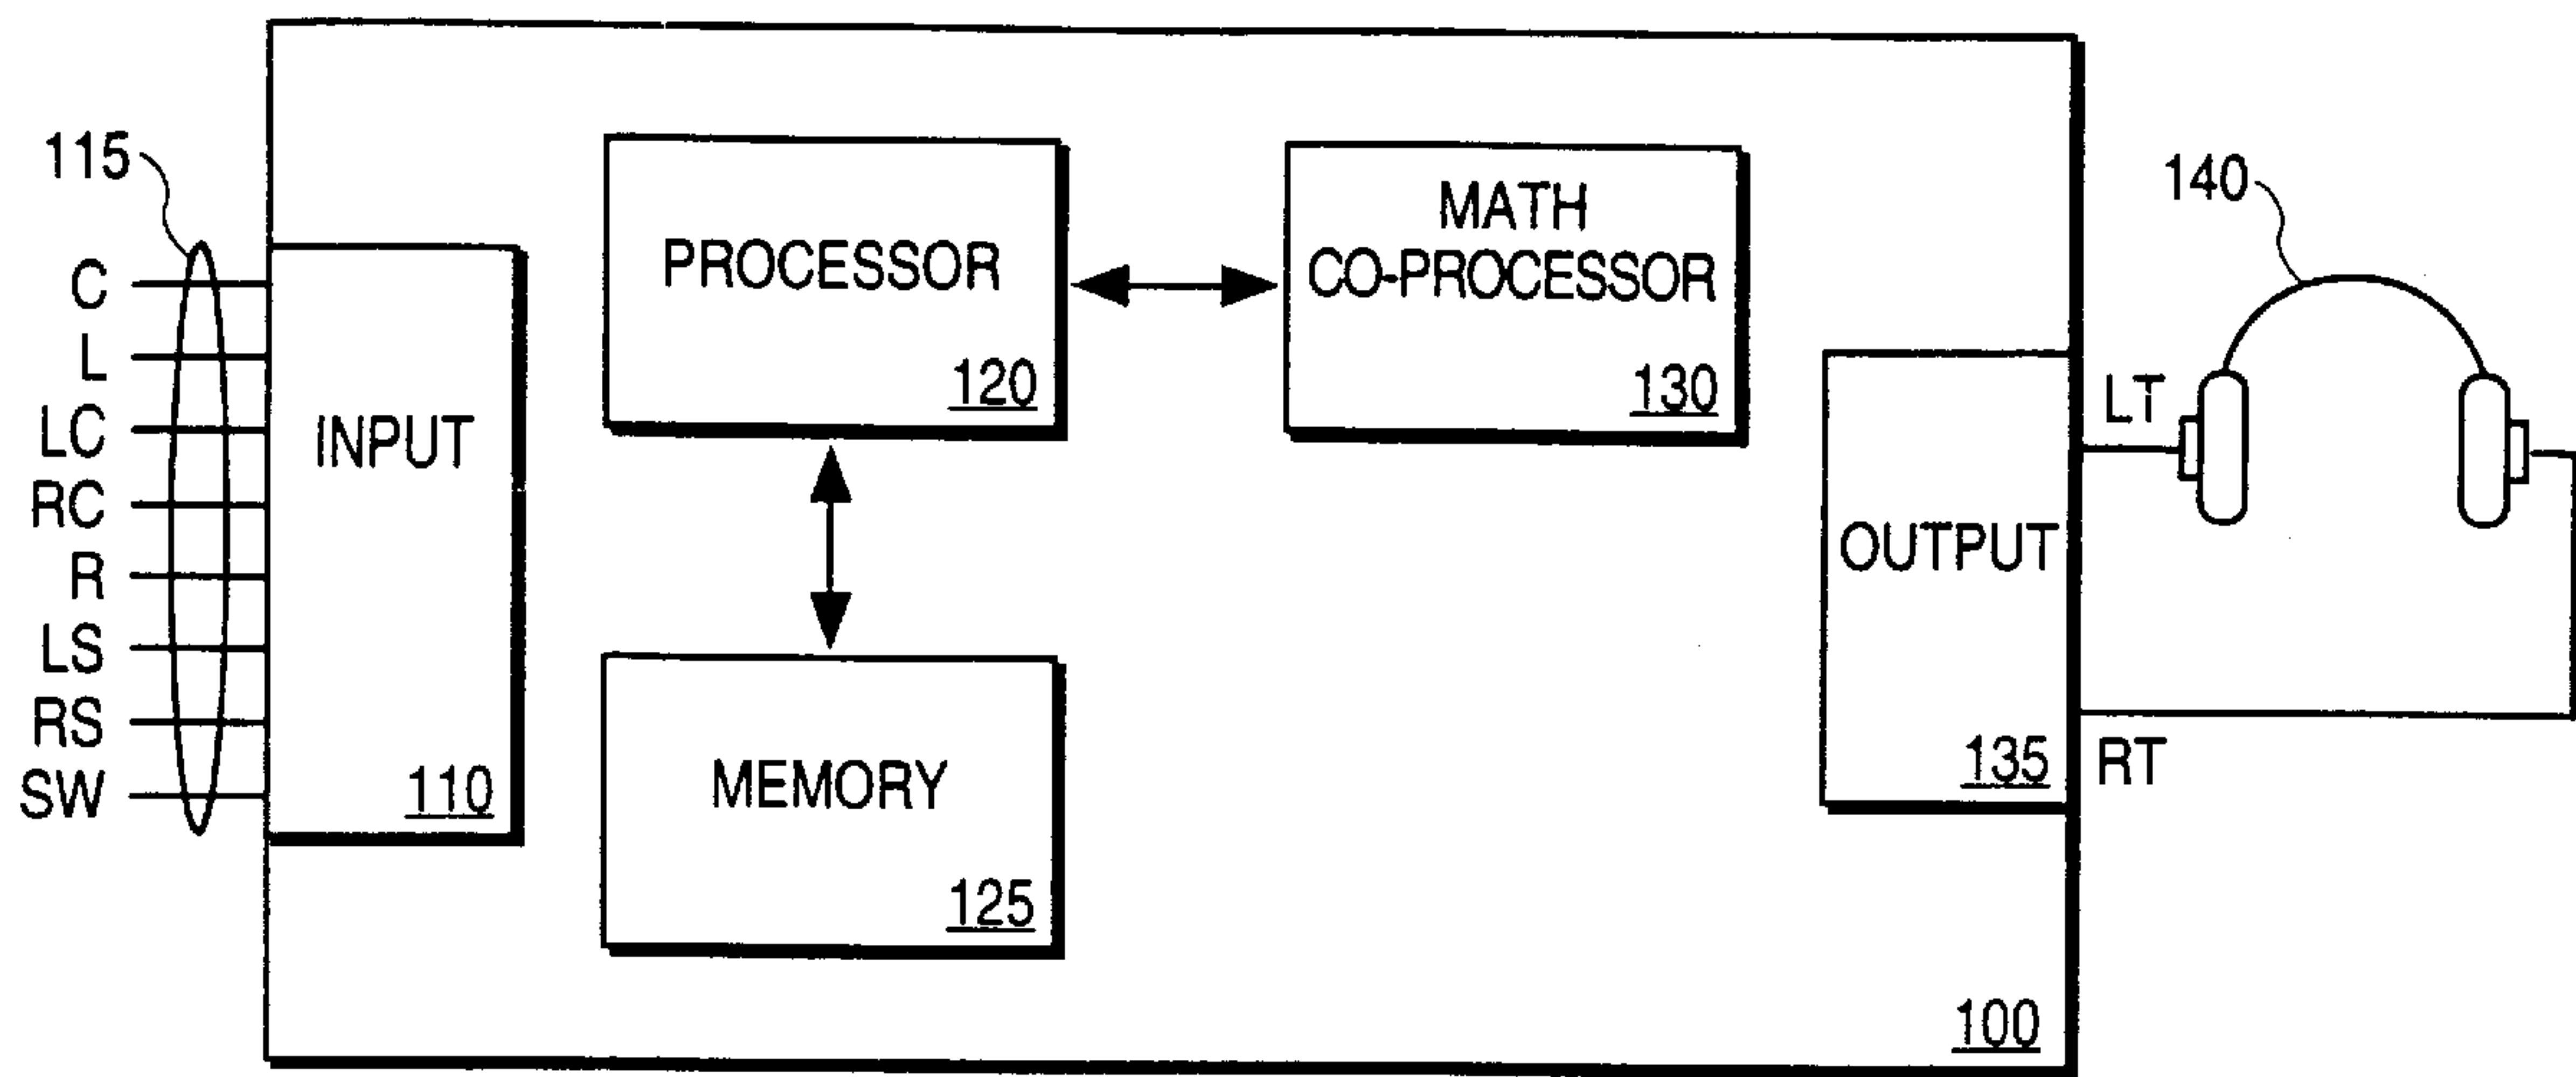 115
C
L
LC
RC
R
LS
RS
SW
INPUT
110
PROCESSOR
120
MATH
CO-PROCESSOR
130
MEMORY
125
OUTPUT
135
100
LT
RT
140